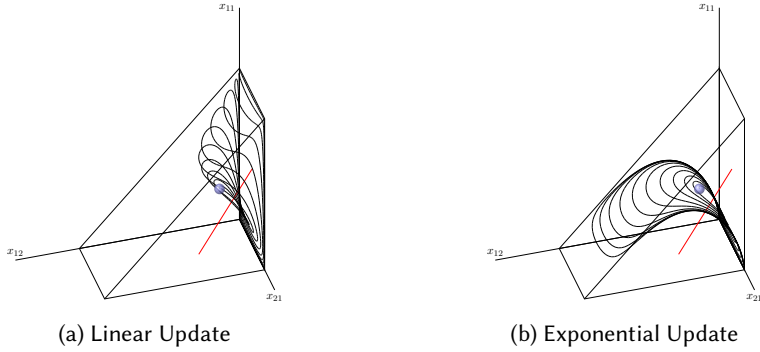 x11
x11
x12
x21
x12
x21
(a) Linear Update
(b) Exponential Update